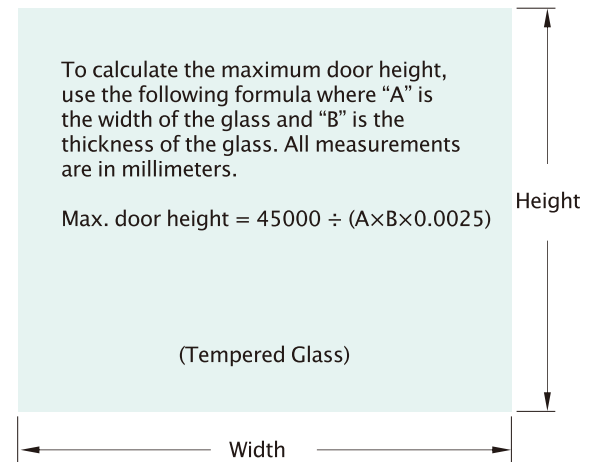 To calculate the maximum door height,
use the following formula where “A” is
the width of the glass and “B” is the
thickness of the glass. All measurements
are in millimeters.
Max. door height = 45000 ÷ (A×B×0.0025)
Height
(Tempered Glass)
Width